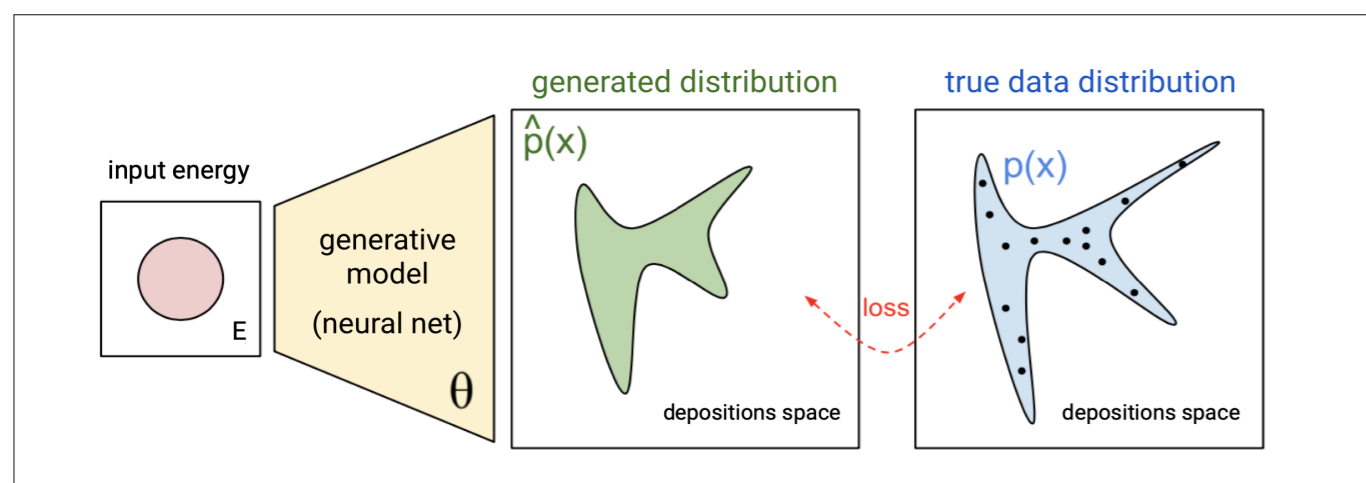 input energy
E
generative
model
(neural net)
θ
generated distribution
p̂(x)
depositions space
loss
true data distribution
p(x)
depositions space